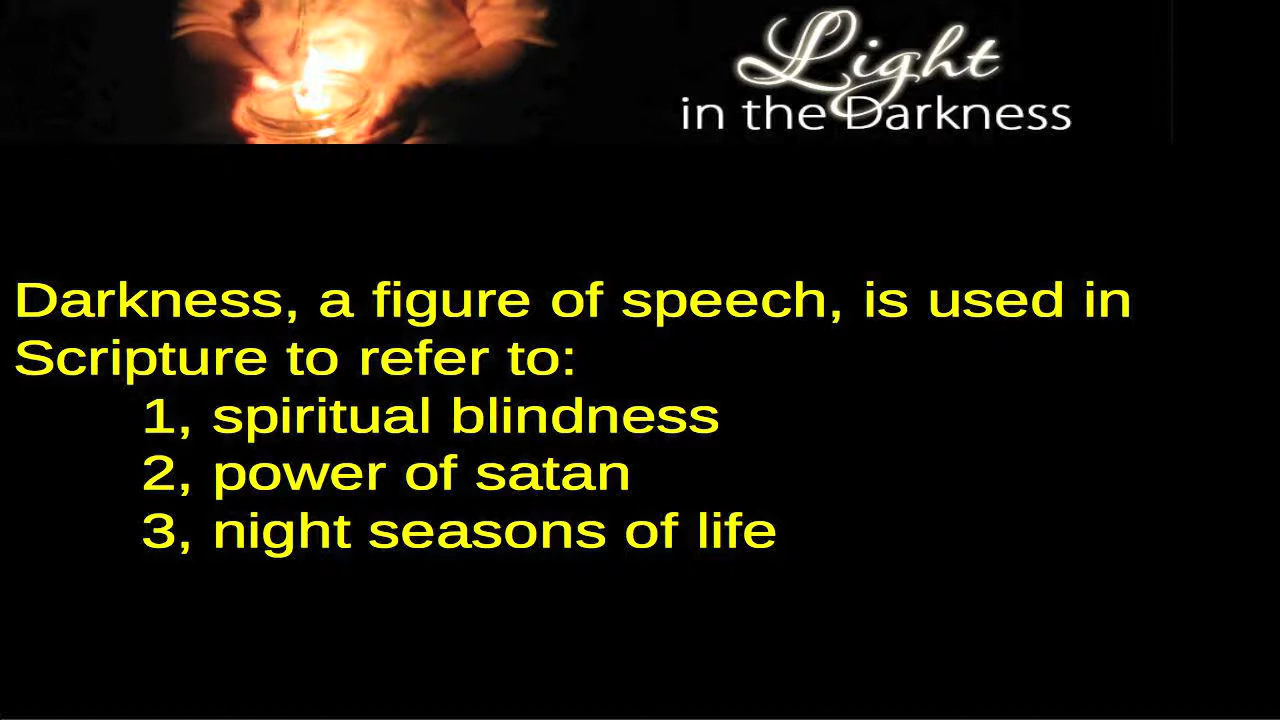 Light
in the Darkness
Darkness, a figure of speech, is used in
Scripture to refer to:
1, spiritual blindness
2, power of satan
3, night seasons of life